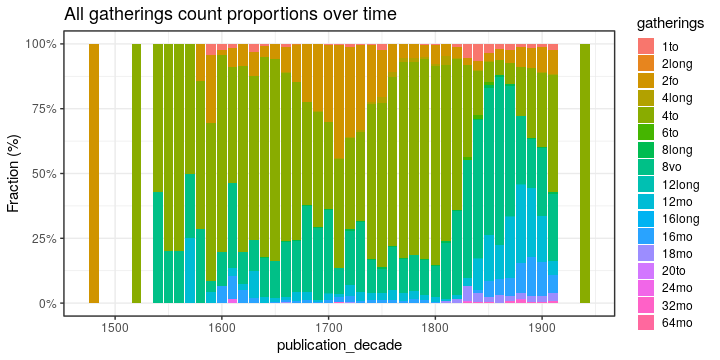 All gatherings count proportions over time
gatherings
1to
2long
2fo
4long
4to
6to
8long
8vo
12long
12mo
16long
16mo
18mo
20to
24mo
32mo
64mo
Fraction (%)
100%
75%
50%
25%
0%
1500 1600 1700 1800 1900
publication_decade